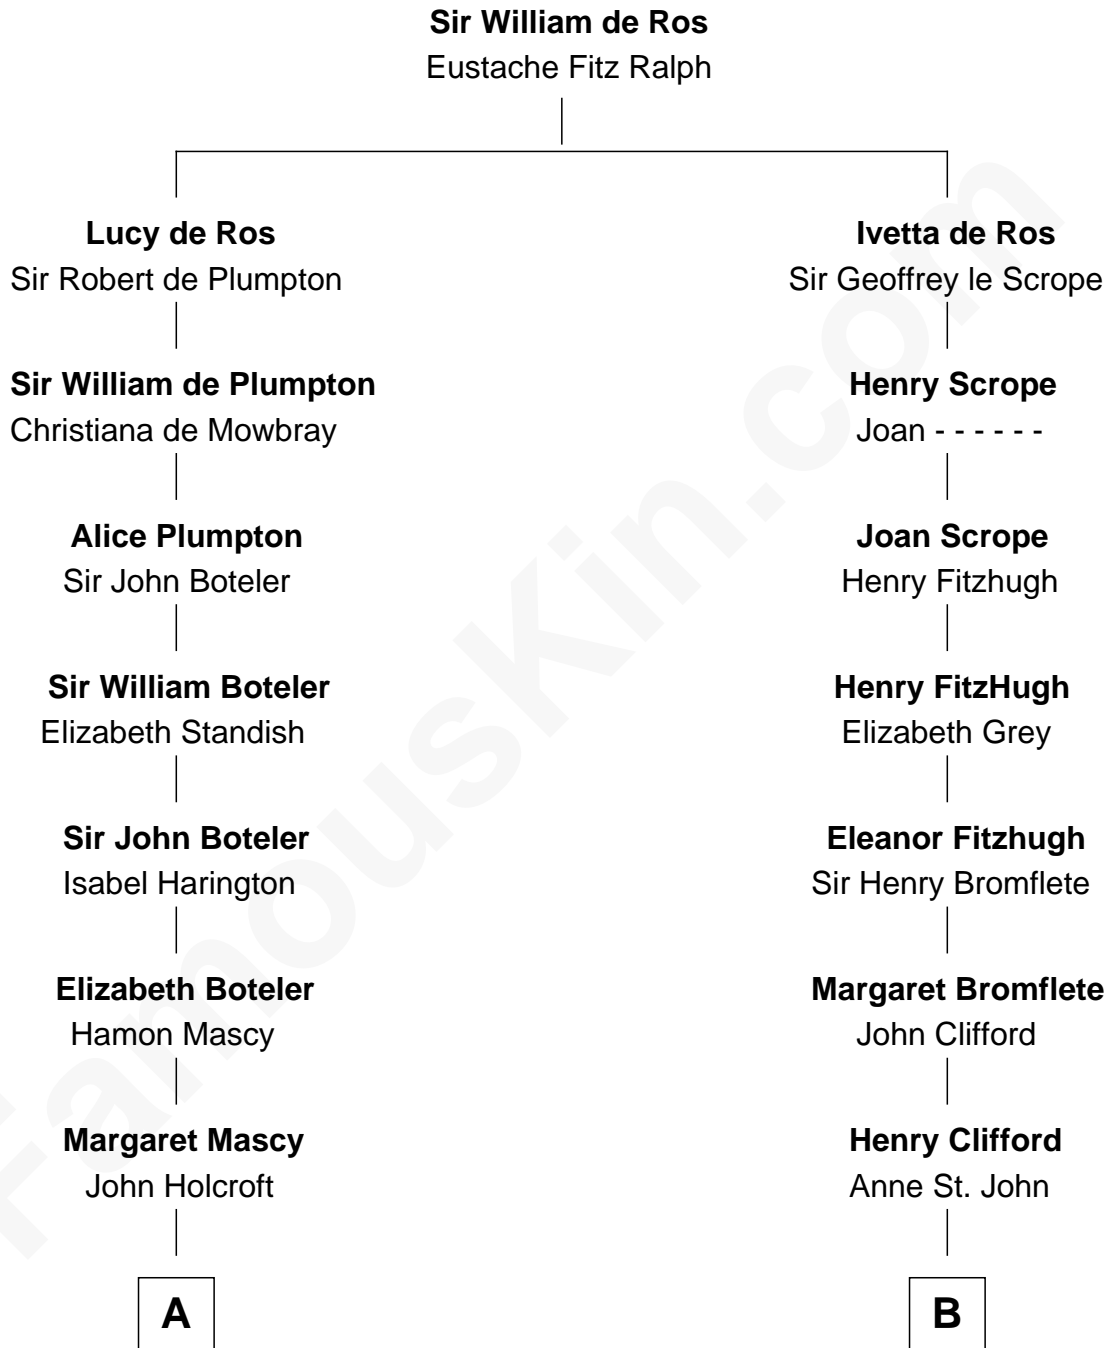 Sir William de Ros
Eustache Fitz Ralph
Lucy de Ros
Sir Robert de Plumpton
Ivetta de Ros
Sir Geoffrey le Scrope
Sir William de Plumpton
Christiana de Mowbray
Henry Scrope
Joan - - - - - -
Alice Plumpton
Sir John Boteler
Joan Scrope
Henry Fitzhugh
Sir William Boteler
Elizabeth Standish
Henry FitzHugh
Elizabeth Grey
Sir John Boteler
Isabel Harington
Eleanor Fitzhugh
Sir Henry Bromflete
Elizabeth Boteler
Hamon Mascy
Margaret Bromflete
John Clifford
Margaret Mascy
John Holcroft
Henry Clifford
Anne St. John
A
B
FamousKin.com